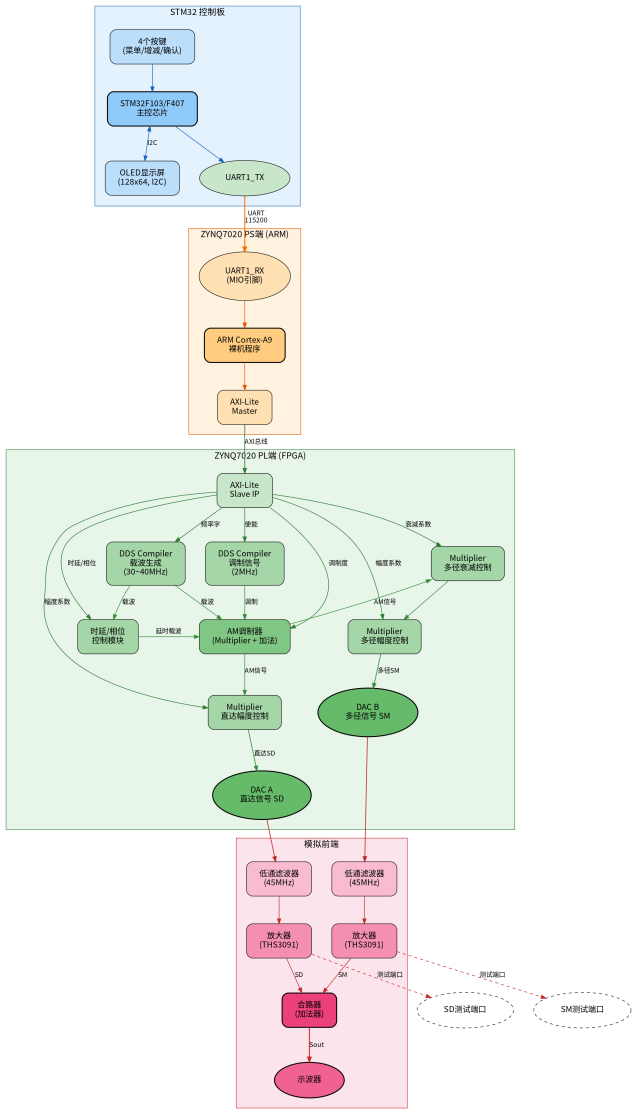 STM32 控制板
4个按键
(菜单/增减/确认)
STM32F103/F407
主控芯片
I2C
OLED显示屏
(128x64, I2C)
UART1_TX
UART
115200
ZYNQ7020 PS端 (ARM)
UART1_RX
(MIO引脚)
ARM Cortex-A9
裸机程序
AXI-Lite
Master
AXI总线
ZYNQ7020 PL端 (FPGA)
AXI-Lite
Slave IP
频率字
使能
衰减系数
DDS Compiler
载波生成
(30~40MHz)
DDS Compiler
调制信号
(2MHz)
Multiplier
多径衰减控制
时延/相位
调制度
幅度系数
幅度系数
载波
载波
调制
AM信号
时延/相位
控制模块
延时载波
AM调制器
(Multiplier + 加法)
Multiplier
多径幅度控制
AM信号
多径SM
Multiplier
直达幅度控制
DAC B
多径信号 SM
直达SD
DAC A
直达信号 SD
模拟前端
低通滤波器
(45MHz)
低通滤波器
(45MHz)
放大器
(THS3091)
放大器
(THS3091)
SD
SM
测试端口
测试端口
合路器
(加法器)
SD测试端口
SM测试端口
Sout
示波器